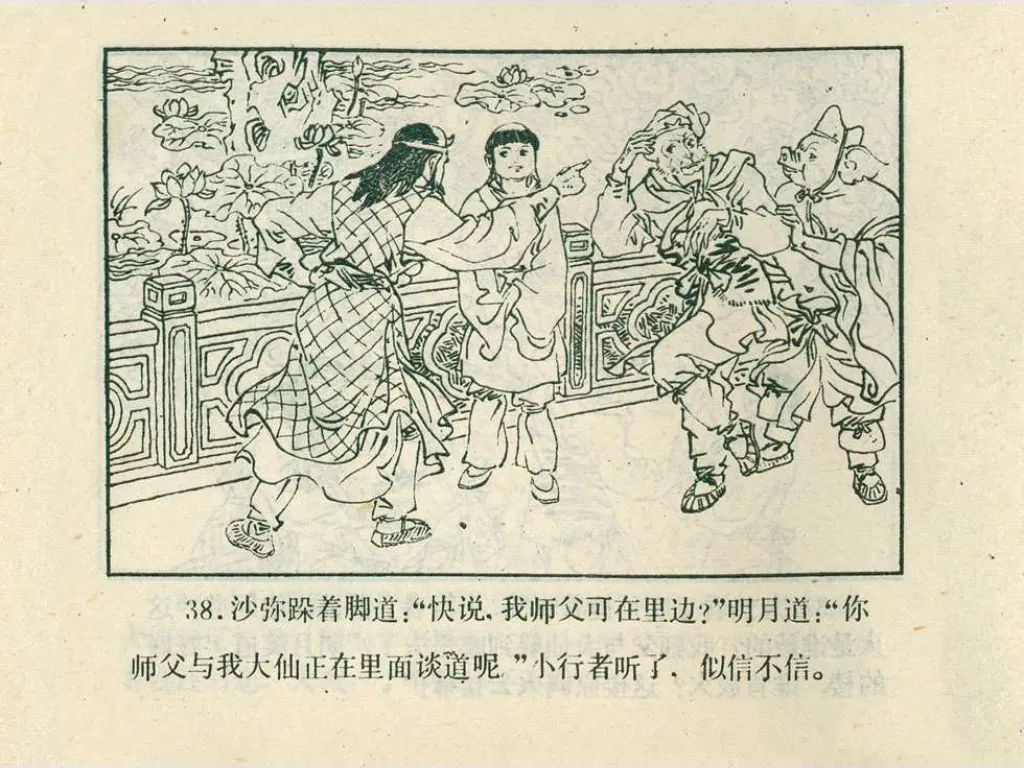 38. 沙弥跺着脚道：“快说，我师父可在里边？”明月道：“你
师父与我大仙正在里面谈道呢。”小行者听了，似信不信。